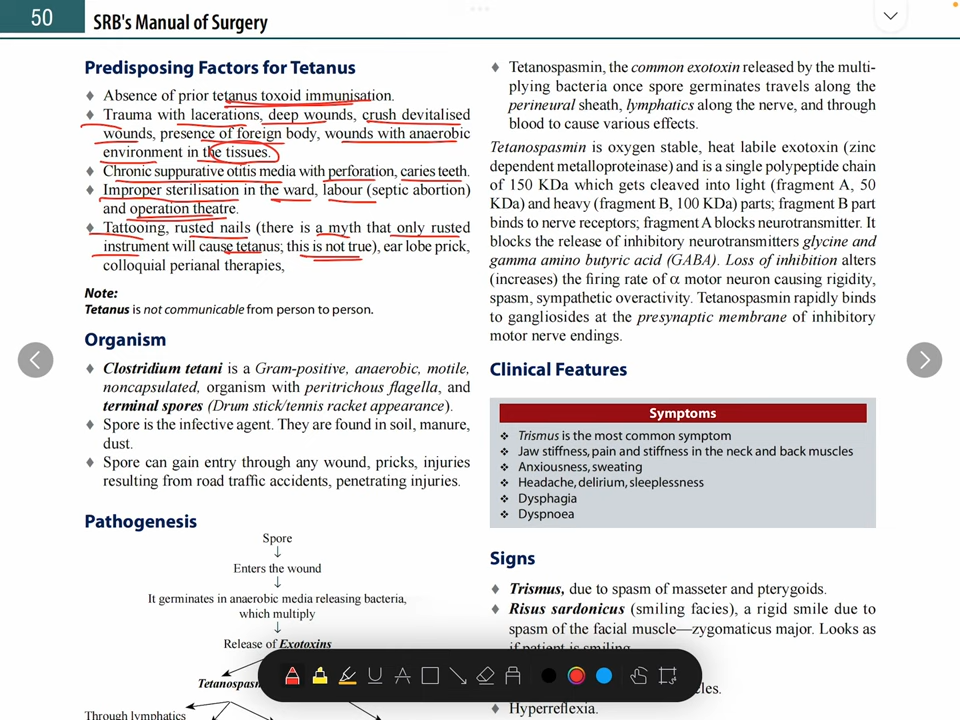 50
SRB's Manual of Surgery
Predisposing Factors for Tetanus
♦ Absence of prior tetanus toxoid immunisation.
♦ Trauma with lacerations, deep wounds, crush devitalised
wounds, presence of foreign body, wounds with anaerobic
environment in the tissues.
♦ Chronic suppurative otitis media with perforation, caries teeth.
♦ Improper sterilisation in the ward, labour (septic abortion)
and operation theatre.
♦ Tattooing, rusted nails (there is a myth that only rusted
instrument will cause tetanus; this is not true), ear lobe prick,
colloquial perianal therapies,
Note:
Tetanus is not communicable from person to person.
Organism
♦ Clostridium tetani is a Gram-positive, anaerobic, motile,
noncapsulated, organism with peritrichous flagella, and
terminal spores (Drum stick/tennis racket appearance).
♦ Spore is the infective agent. They are found in soil, manure,
dust.
♦ Spore can gain entry through any wound, pricks, injuries
resulting from road traffic accidents, penetrating injuries.
Pathogenesis
Spore
↓
Enters the wound
↓
It germinates in anaerobic media releasing bacteria,
which multiply
↓
Release of Exotoxins
Through lymphatics
♦ Tetanospasmin, the common exotoxin released by the multi-
plying bacteria once spore germinates travels along the
perineural sheath, lymphatics along the nerve, and through
blood to cause various effects.
Tetanospasmin is oxygen stable, heat labile exotoxin (zinc
dependent metalloproteinase) and is a single polypeptide chain
of 150 KDa which gets cleaved into light (fragment A, 50
KDa) and heavy (fragment B, 100 KDa) parts; fragment B part
binds to nerve receptors; fragment A blocks neurotransmitter. It
blocks the release of inhibitory neurotransmitters glycine and
gamma amino butyric acid (GABA). Loss of inhibition alters
(increases) the firing rate of α motor neuron causing rigidity,
spasm, sympathetic overactivity. Tetanospasmin rapidly binds
to gangliosides at the presynaptic membrane of inhibitory
motor nerve endings.
Clinical Features
Symptoms
❖ Trismus is the most common symptom
❖ Jaw stiffness, pain and stiffness in the neck and back muscles
❖ Anxiousness, sweating
❖ Headache, delirium, sleeplessness
❖ Dysphagia
❖ Dyspnoea
Signs
♦ Trismus, due to spasm of masseter and pterygoids.
♦ Risus sardonicus (smiling facies), a rigid smile due to
spasm of the facial muscle—zygomaticus major. Looks as
if patient is smiling.
♦ Hyperreflexia.